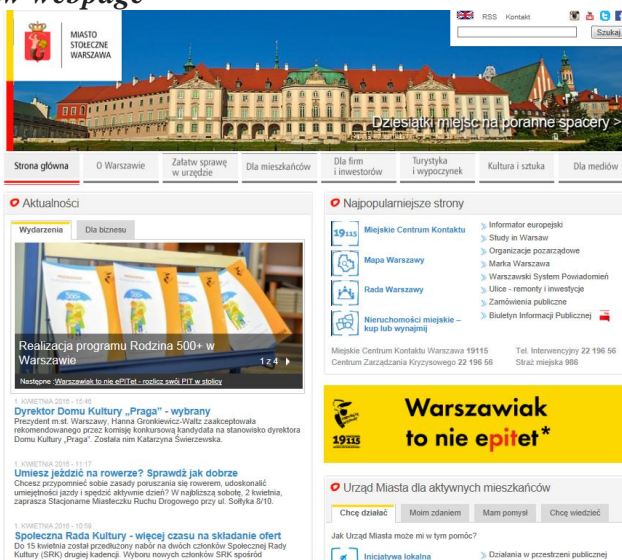 w webpage
MIASTO
STOŁECZNE
WARSZAWA
RSS Kontakt
Szukaj
Dziesiątki miejsc na poranne spacery >
Strona główna
O Warszawie
Załatw sprawę
w urzędzie
Dla mieszkańców
Dla firm
i inwestorów
Turystyka
i wypoczynek
Kultura i sztuka
Dla mediów
Aktualności
Wydarzenia
Dla biznesu
Realizacja programu Rodzina 500+ w
Warszawie
1 z 4
Następne :Warszawiak to nie ePITet - rozlicz swój PIT w stolicy
1 KWIETNIA 2016 - 15:46
Dyrektor Domu Kultury „Praga” - wybrany
Prezydent m.st. Warszawy, Hanna Gronkiewicz-Waltz zaakceptowała
rekomendowanego przez komisję konkursową kandydata na stanowisko dyrektora
Domu Kultury „Praga”. Została nim Katarzyna Świerzewska.
1 KWIETNIA 2016 - 11:17
Umiesz jeździć na rowerze? Sprawdź jak dobrze
Chcesz przypomnieć sobie zasady poruszania się rowerem, udoskonalić
umiejętności jazdy i spędzić aktywnie dzień? W najbliższą sobotę, 2 kwietnia,
zaprasza Stacjonarne Miasteczku Ruchu Drogowego przy ul. Sołtyka 8/10.
1 KWIETNIA 2016 - 10:59
Społeczna Rada Kultury - więcej czasu na składanie ofert
Do 15 kwietnia został przedłużony nabór na dwóch członków Społecznej Rady
Kultury (SRK) drugiej kadencji. Wyboru nowych członków SRK spośród
Najpopularniejsze strony
19115
Miejskie Centrum Kontaktu
Mapa Warszawy
Rada Warszawy
Nieruchomości miejskie –
kup lub wynajmij
Informator europejski
Study in Warsaw
Organizacje pozarządowe
Marka Warszawa
Warszawski System Powiadomień
Ulice - remonty i inwestycje
Zamówienia publiczne
Biuletyn Informacji Publicznej
Miejskie Centrum Kontaktu Warszawa 19115
Tel. Interwencyjny 22 196 56
Centrum Zarządzania Kryzysowego 22 196 56
Straż miejska 986
19115
Warszawiak
to nie epitet*
Urząd Miasta dla aktywnych mieszkańców
Chcę działać
Moim zdaniem
Mam pomysł
Chcę wiedzieć
Jak Urząd Miasta może mi w tym pomóc?
Inicjatywa lokalna
Działania w przestrzeni publicznej